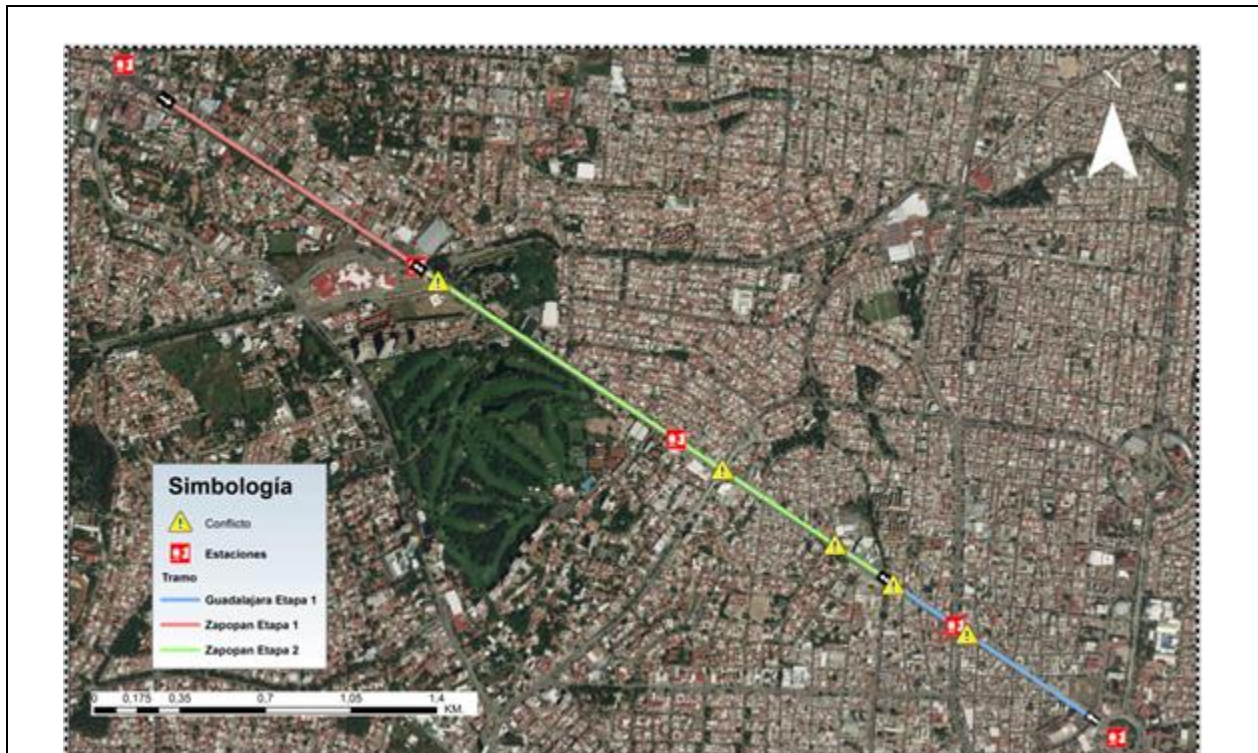 N
Simbología
Conflicto
Estaciones
Tramo
Guadalajara Etapa 1
Zapopan Etapa 1
Zapopan Etapa 2
0 0.175 0.35 0.7 1.05 1.4
KM.